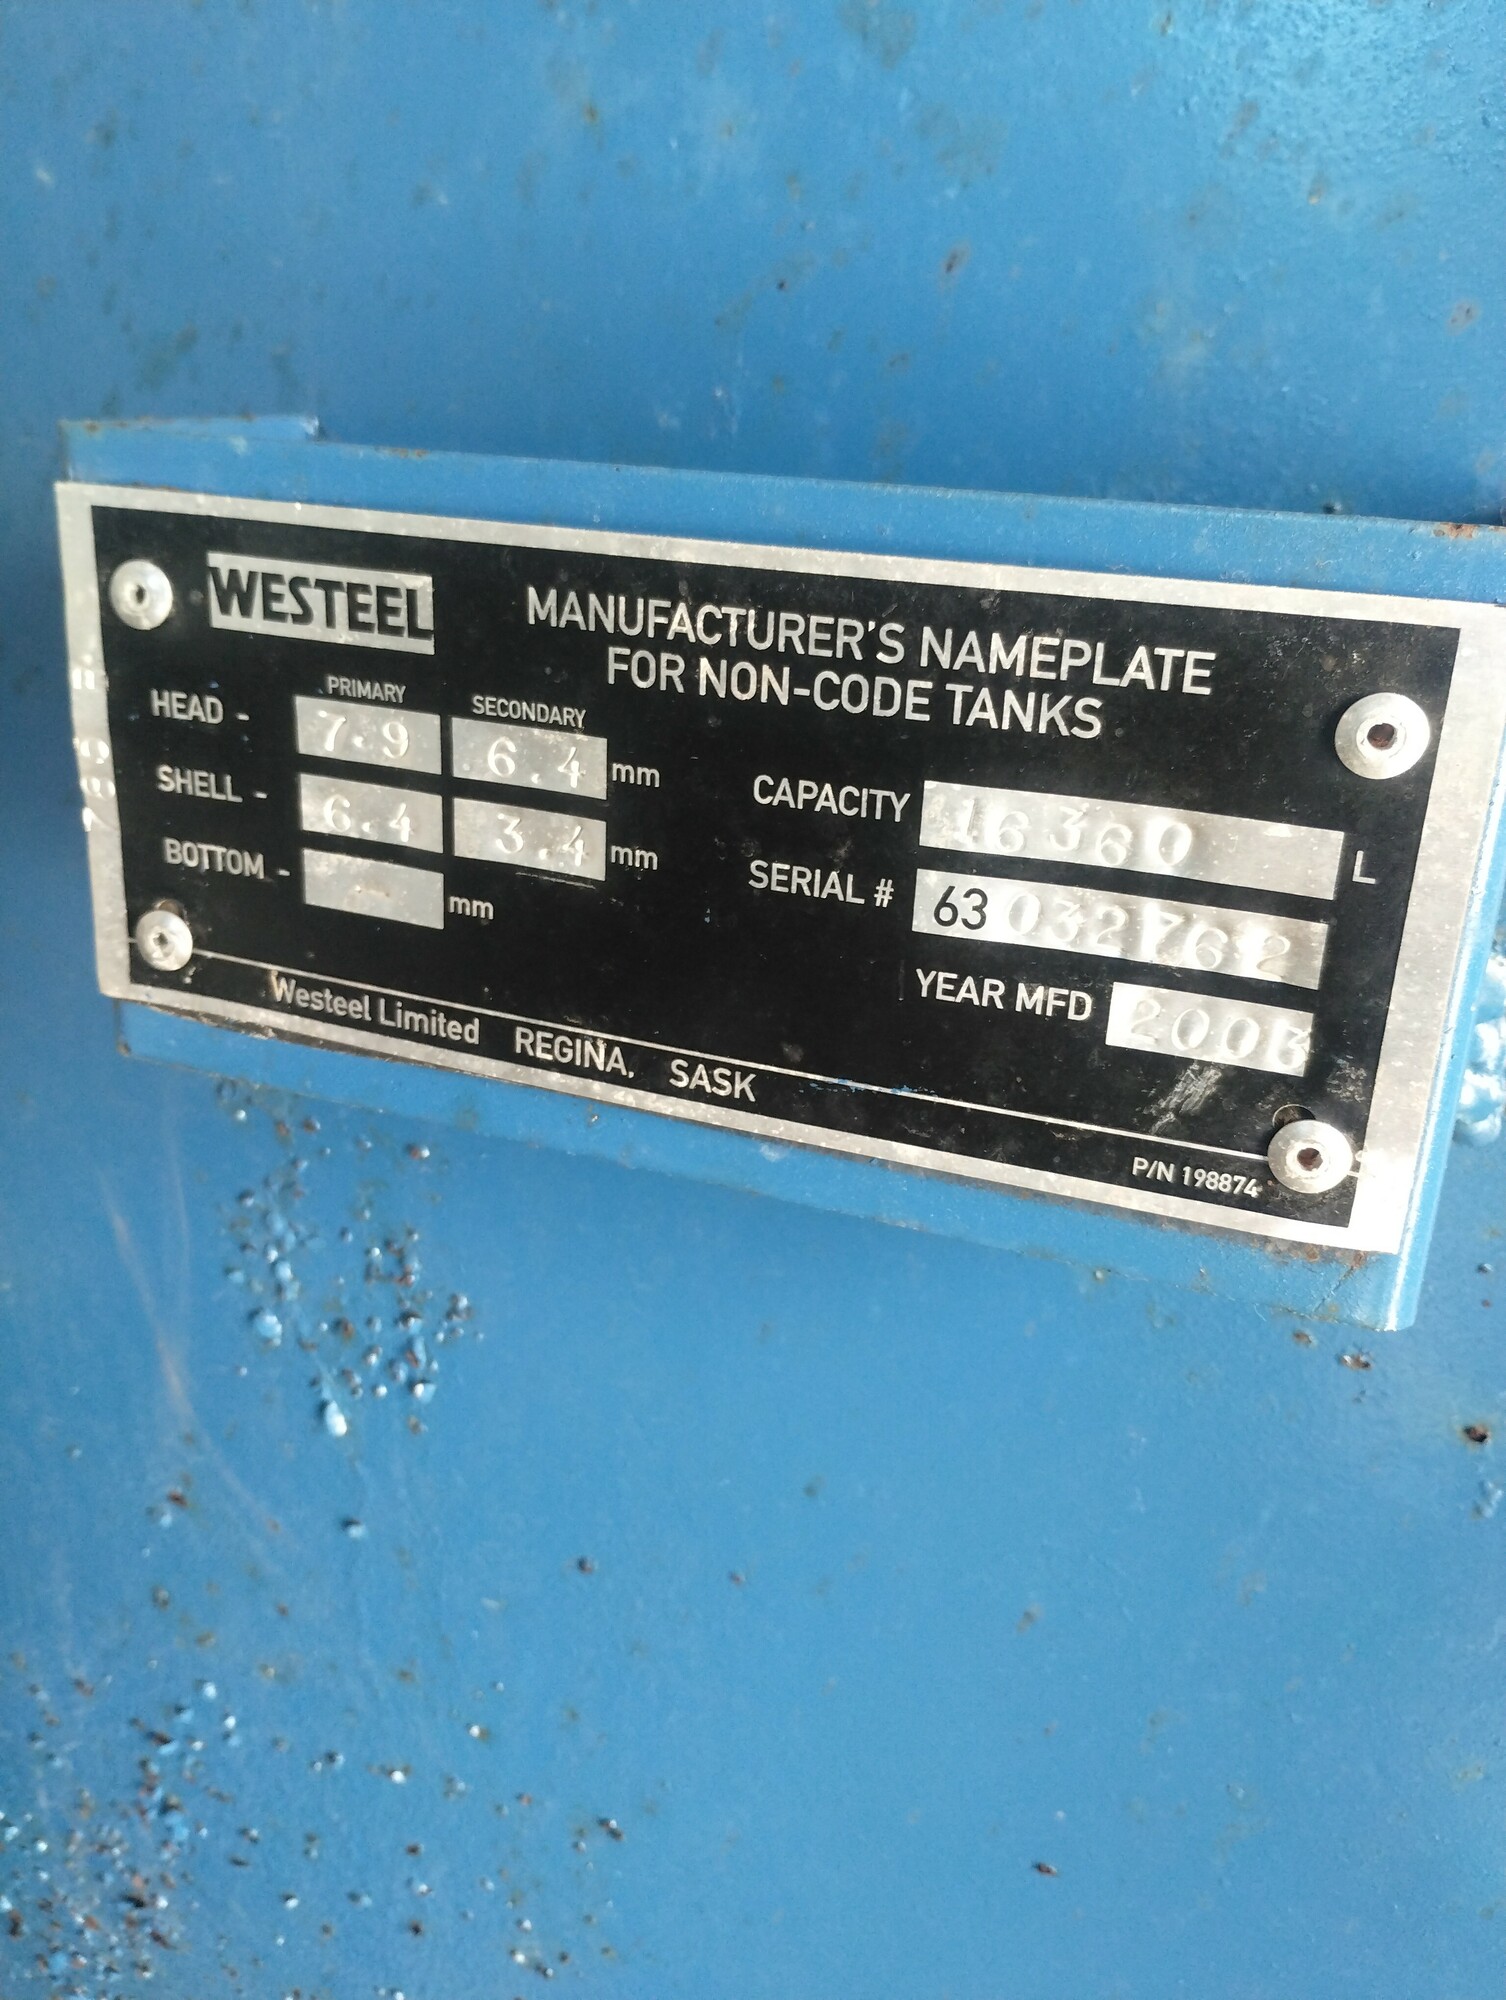 WESTEEL
MANUFACTURER'S NAMEPLATE
FOR NON-CODE TANKS
PRIMARY SECONDARY
HEAD - 7.9 6.4 mm
SHELL - 6.4 3.4 mm
BOTTOM - - mm
CAPACITY 16360 L
SERIAL # 63032762
YEAR MFD 2003
Westeel Limited REGINA, SASK
P/N 198874